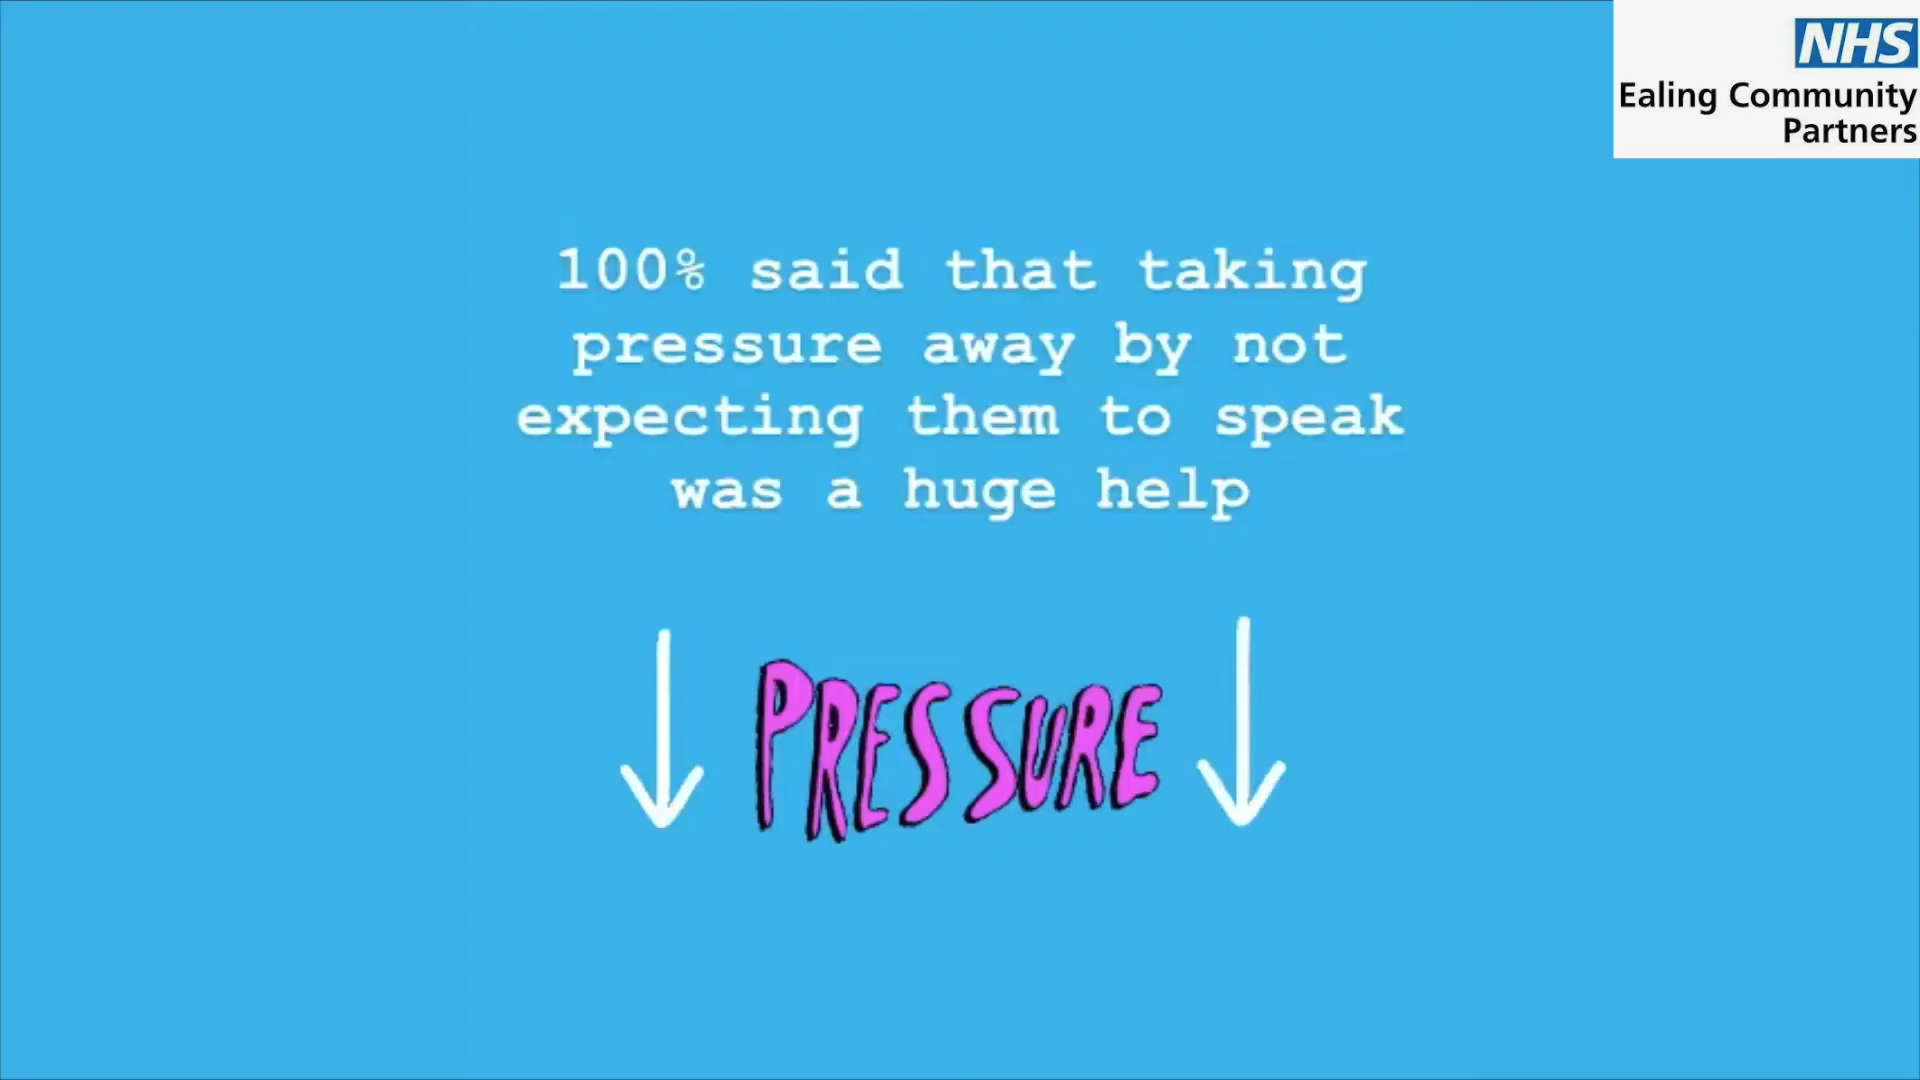 NHS
Ealing Community
Partners
100% said that taking
pressure away by not
expecting them to speak
was a huge help
PRESSURE